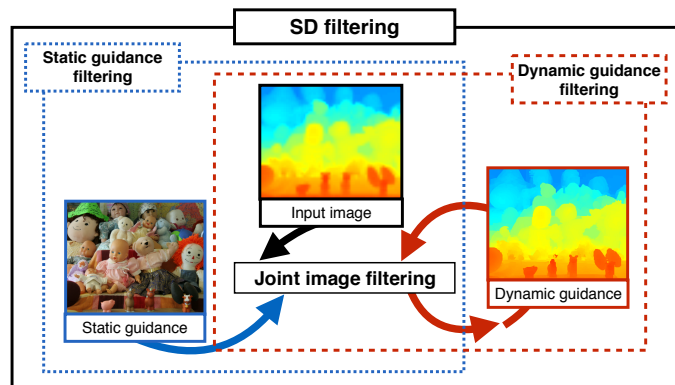 SD filtering
Static guidance
filtering
Dynamic guidance
filtering
Input image
Joint image filtering
Static guidance
Dynamic guidance